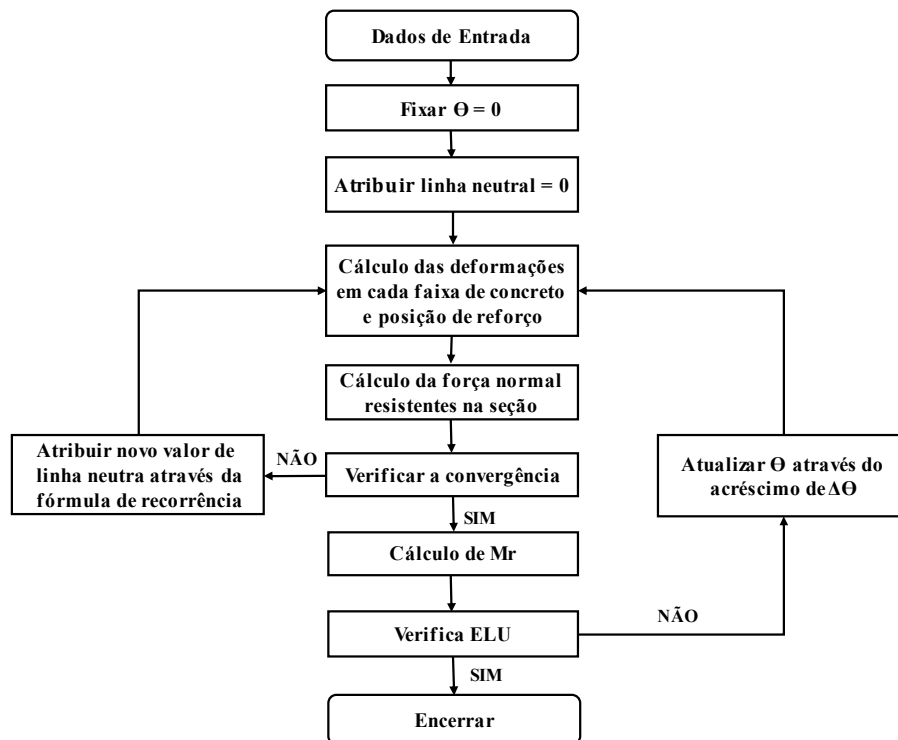 Dados de Entrada
Fixar Ɵ = 0
Atribuir linha neutral = 0
Cálculo das deformações
em cada faixa de concreto
e posição de reforço
Cálculo da força normal
resistentes na seção
Atribuir novo valor de
linha neutra através da
fórmula de recorrência
NÃO
Verificar a convergência
Atualizar Ɵ através do
acréscimo de ΔƟ
SIM
Cálculo de Mr
Verifica ELU
NÃO
SIM
Encerrar